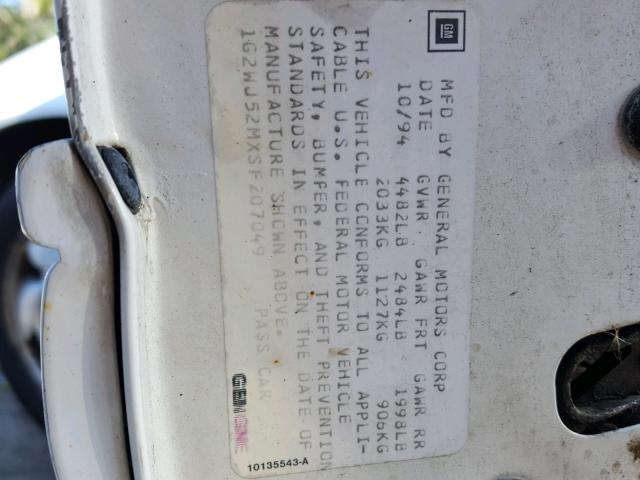 GM
MFD BY GENERAL MOTORS CORP
DATE GVWR GAWR FRT GAWR RR
10/94 4482LB 2484LB 1998LB
2033KG 1127KG 906KG
THIS VEHICLE CONFORMS TO ALL APPLI-
CABLE U.S. FEDERAL MOTOR VEHICLE
SAFETY, BUMPER, AND THEFT PREVENTION
STANDARDS IN EFFECT ON THE DATE OF
MANUFACTURE SHOWN ABOVE.
1G2WJ52MXSF207049 PASS CAR
10135543-A